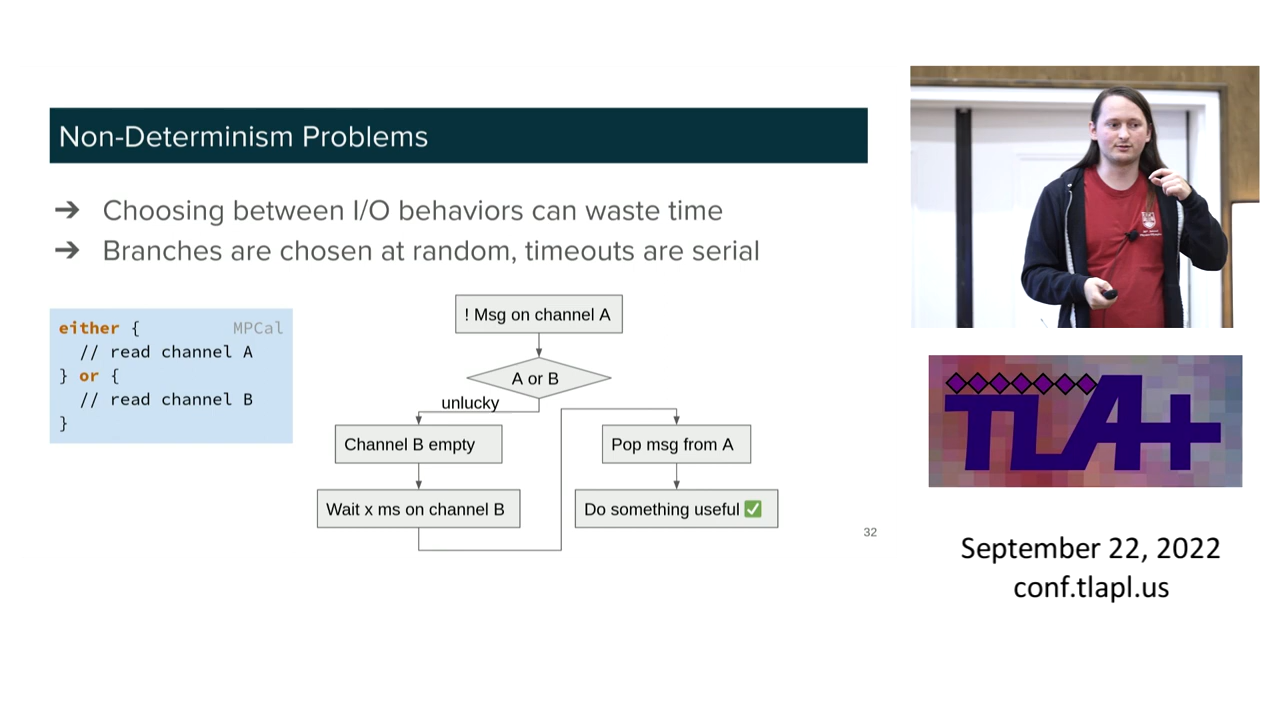 Non-Determinism Problems
➔ Choosing between I/O behaviors can waste time
➔ Branches are chosen at random, timeouts are serial
either { MPCal
// read channel A
} or {
// read channel B
}
! Msg on channel A
A or B
unlucky
Channel B empty
Wait x ms on channel B
Pop msg from A
Do something useful ✅
32
TLA+
September 22, 2022
conf.tlapl.us